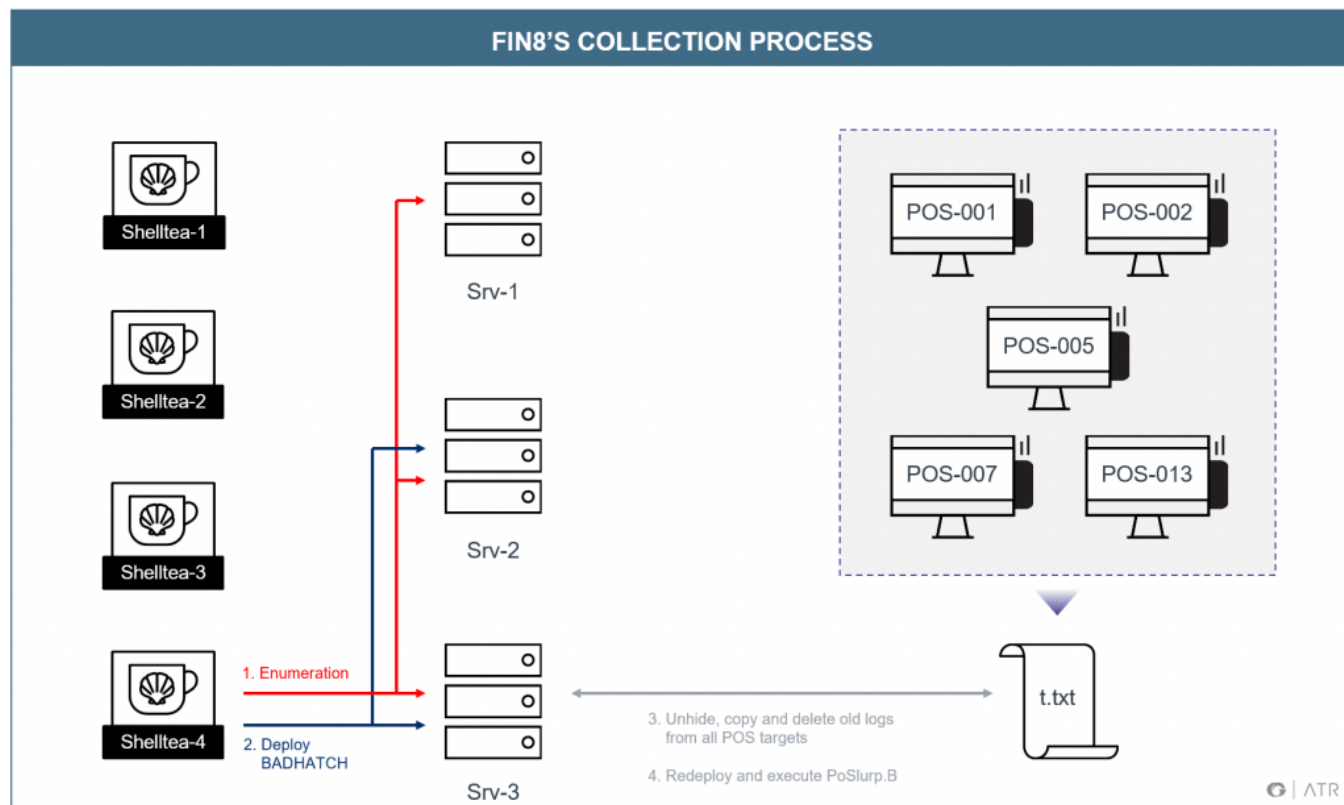 FIN8'S COLLECTION PROCESS
Shelltea-1
Shelltea-2
Shelltea-3
Shelltea-4
1. Enumeration
2. Deploy
BADHATCH
Srv-1
Srv-2
Srv-3
POS-001
POS-002
POS-005
POS-007
POS-013
t.txt
3. Unhide, copy and delete old logs
from all POS targets
4. Redeploy and execute PoSlurp.B
G | ATR